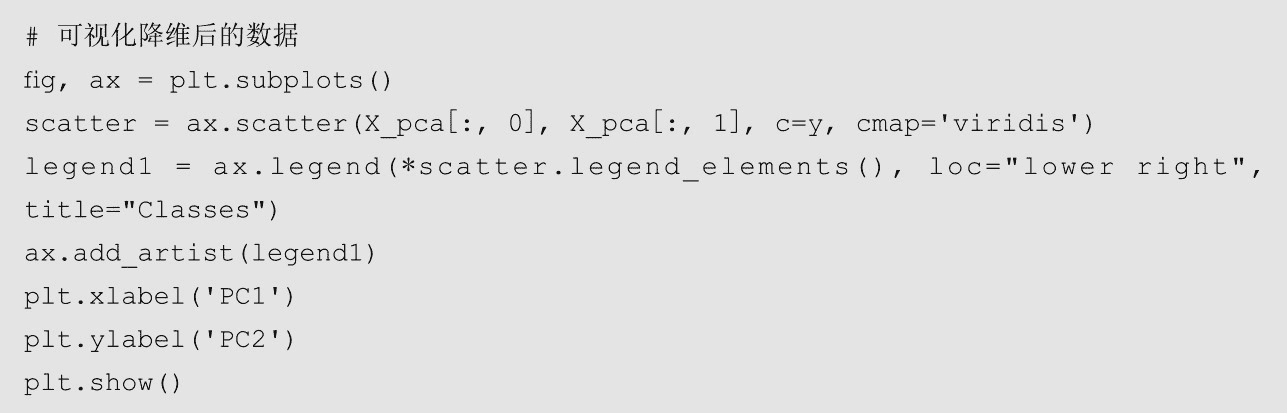 # 可视化降维后的数据
fig, ax = plt.subplots()
scatter = ax.scatter(X_pca[:, 0], X_pca[:, 1], c=y, cmap='viridis')
legend1 = ax.legend(*scatter.legend_elements(), loc="lower right",
title="Classes")
ax.add_artist(legend1)
plt.xlabel('PC1')
plt.ylabel('PC2')
plt.show()